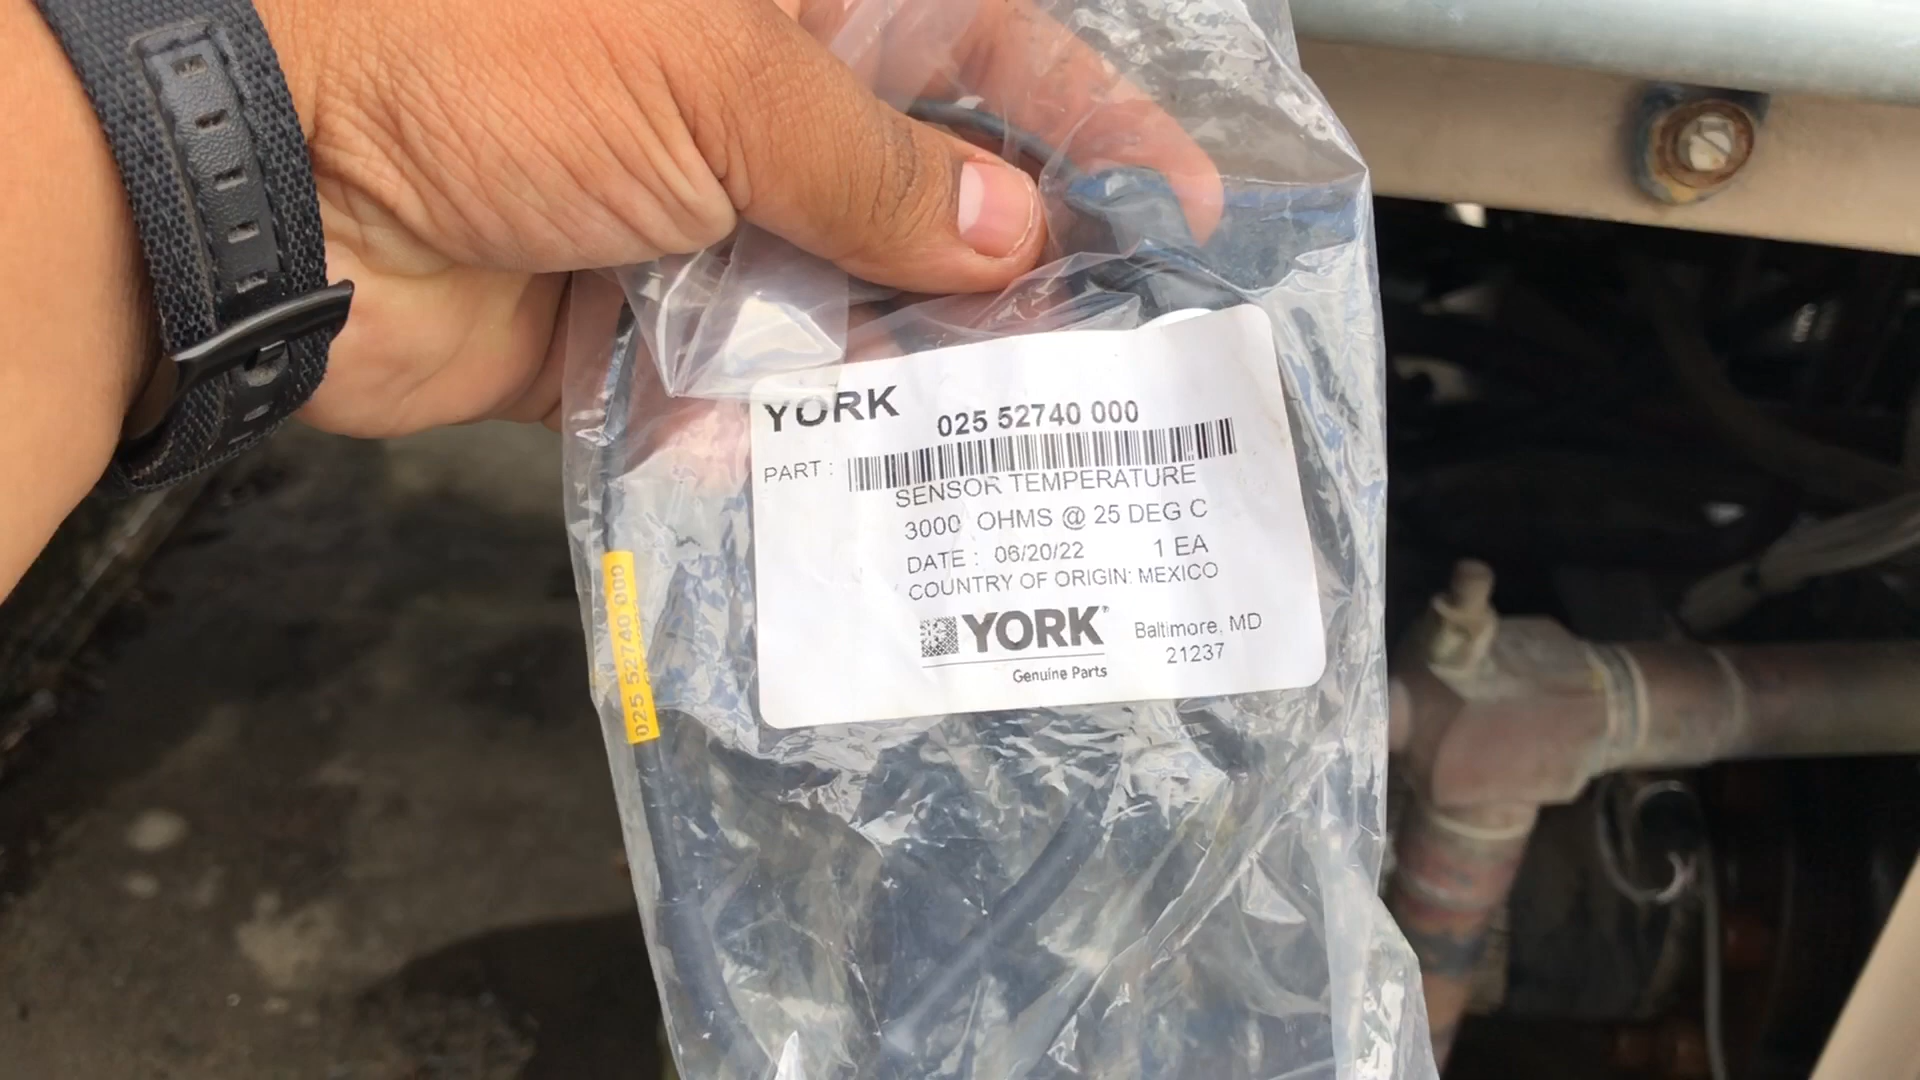 YORK
025 52740 000
PART :
SENSOR TEMPERATURE
3000 OHMS @ 25 DEG C
DATE : 06/20/22 1 EA
COUNTRY OF ORIGIN: MEXICO
YORK® Baltimore, MD
Genuine Parts 21237
025 52740 000